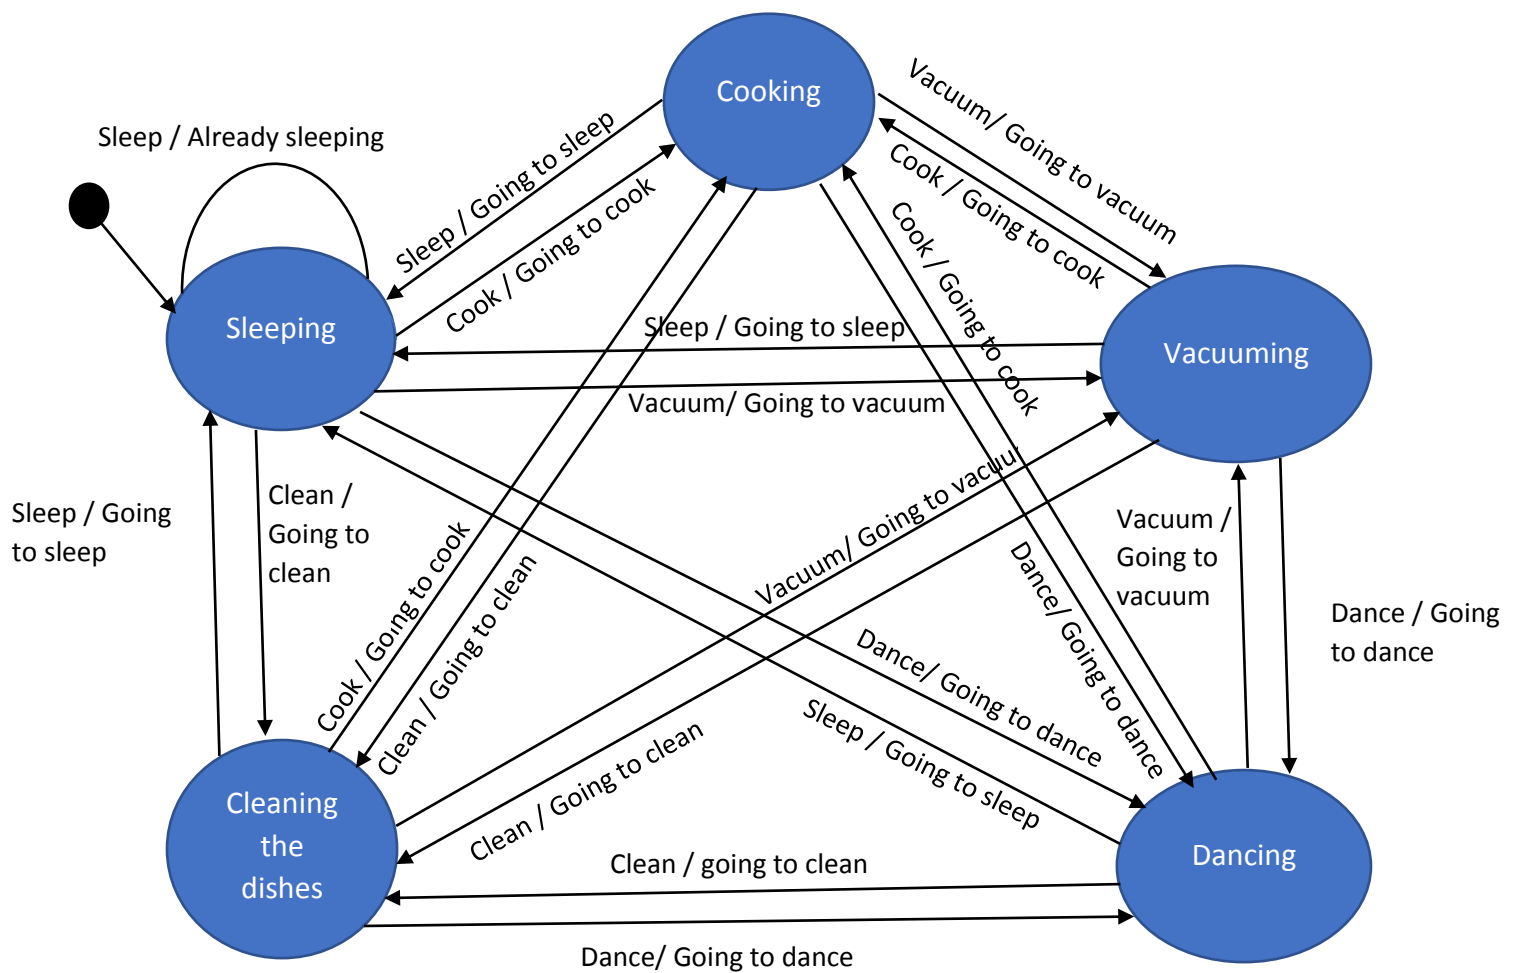 Cooking
Vacuum/ Going to vacuum
Sleep / Already sleeping
Sleep / Going to sleep
Cook / Going to cook
Cook / Going to cook
Cook / Going to cook
Sleeping
Sleep / Going to sleep
Vacuuming
Vacuum/ Going to vacuum
Sleep / Going
to sleep
Clean /
Going to
clean
Cook / Going to cook
Clean / Going to clean
Vacuum/ Going to vacuu
Dance/ Going to dance
Vacuum /
Going to
vacuum
Dance / Going
to dance
Dance/ Going to dance
Sleep / Going to sleep
Clean / Going to clean
Cleaning
the
dishes
Clean / going to clean
Dancing
Dance/ Going to dance